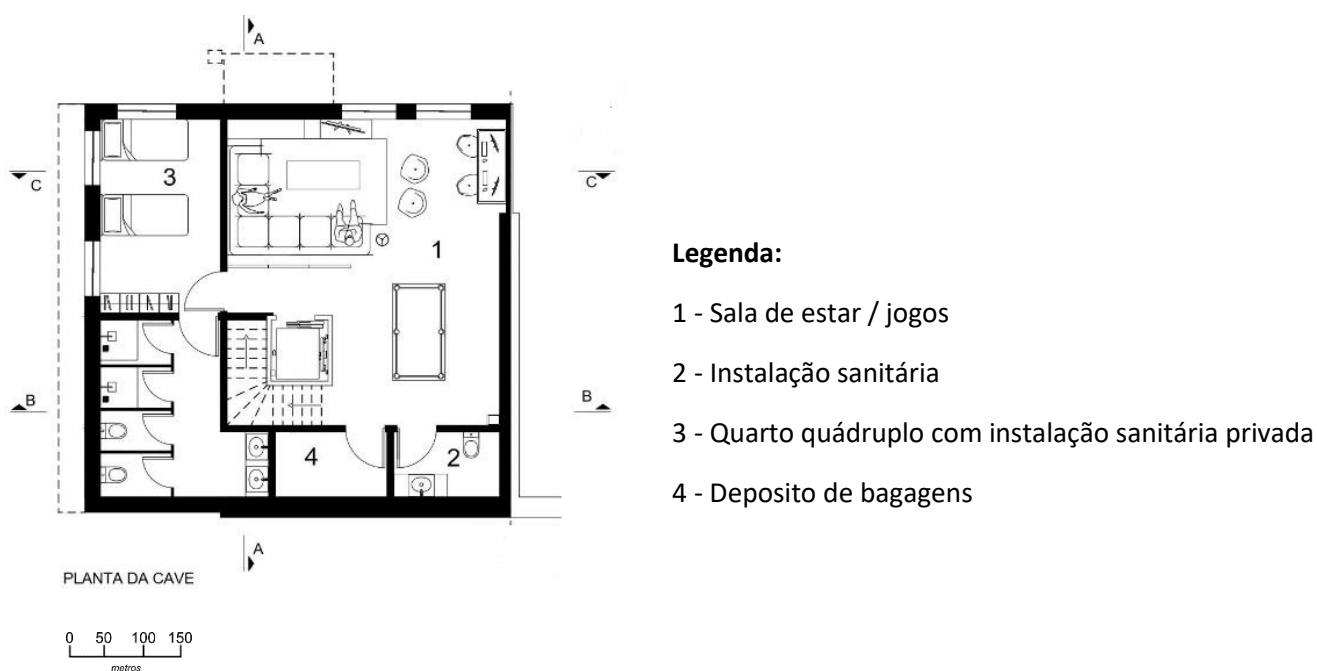 A
C
3
C
1
B
B
4
2
A
PLANTA DA CAVE
0 50 100 150
metros
Legenda:
1 - Sala de estar / jogos
2 - Instalação sanitária
3 - Quarto quádruplo com instalação sanitária privada
4 - Deposito de bagagens